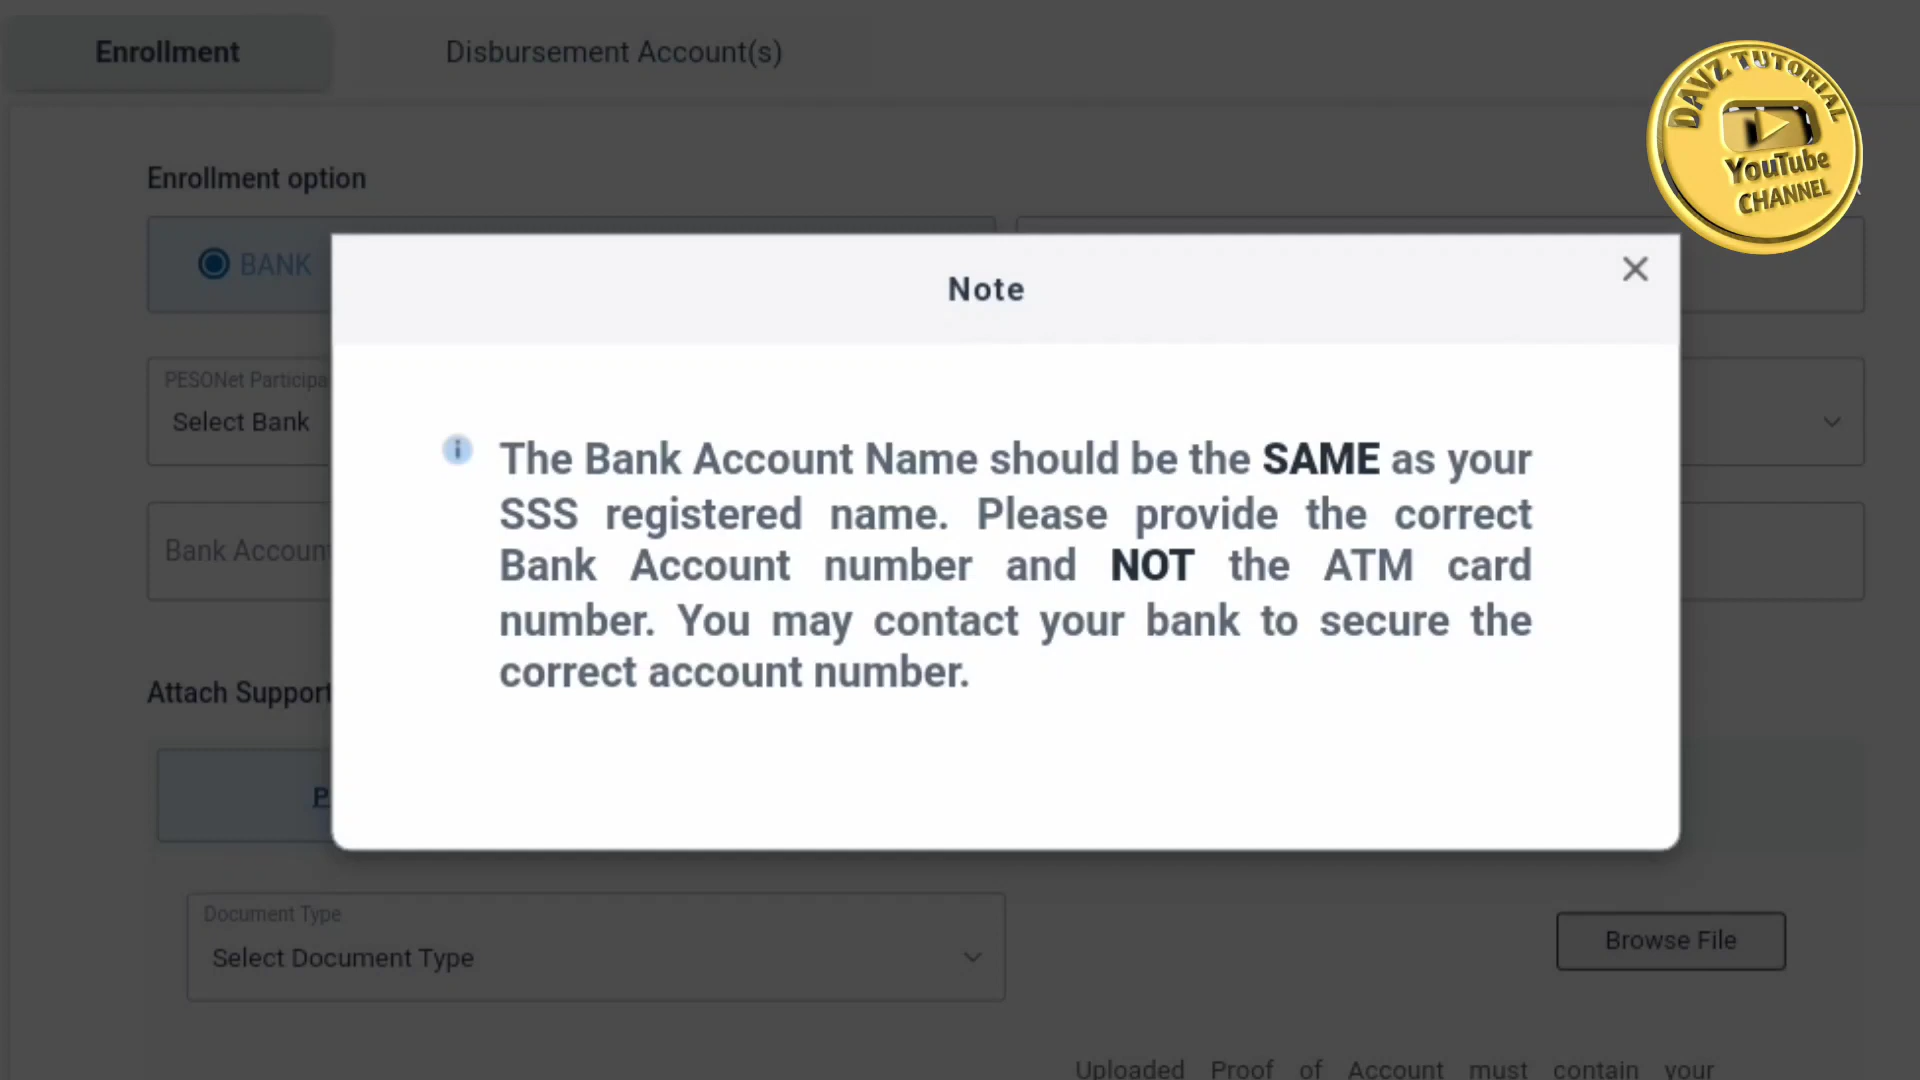 Enrollment
Disbursement Account(s)
DAVZ TUTORIAL
YouTube
CHANNEL
Enrollment option
BANK
Note
PESONet Participa
Select Bank
The Bank Account Name should be the SAME as your
SSS registered name. Please provide the correct
Bank Account number and NOT the ATM card
number. You may contact your bank to secure the
correct account number.
Bank Accoun
Attach Support
P
Document Type
Select Document Type
Browse File
Uploaded Proof of Account must contain your